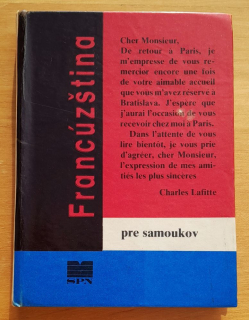 Francúzština
Cher Monsieur,
De retour à Paris, je
m'empresse de vous re-
mercier encore une fois
de votre aimable accueil
que vous m'avez réservé à
Bratislava. J'espère que
j'aurai l'occasion de vous
recevoir chez moi à Paris.
Dans l'attente de vous
lire bientôt, je vous prie
d'agréer, cher Monsieur,
l'expression de mes ami-
tiés les plus sincères
Charles Lafitte
pre samoukov
SPN